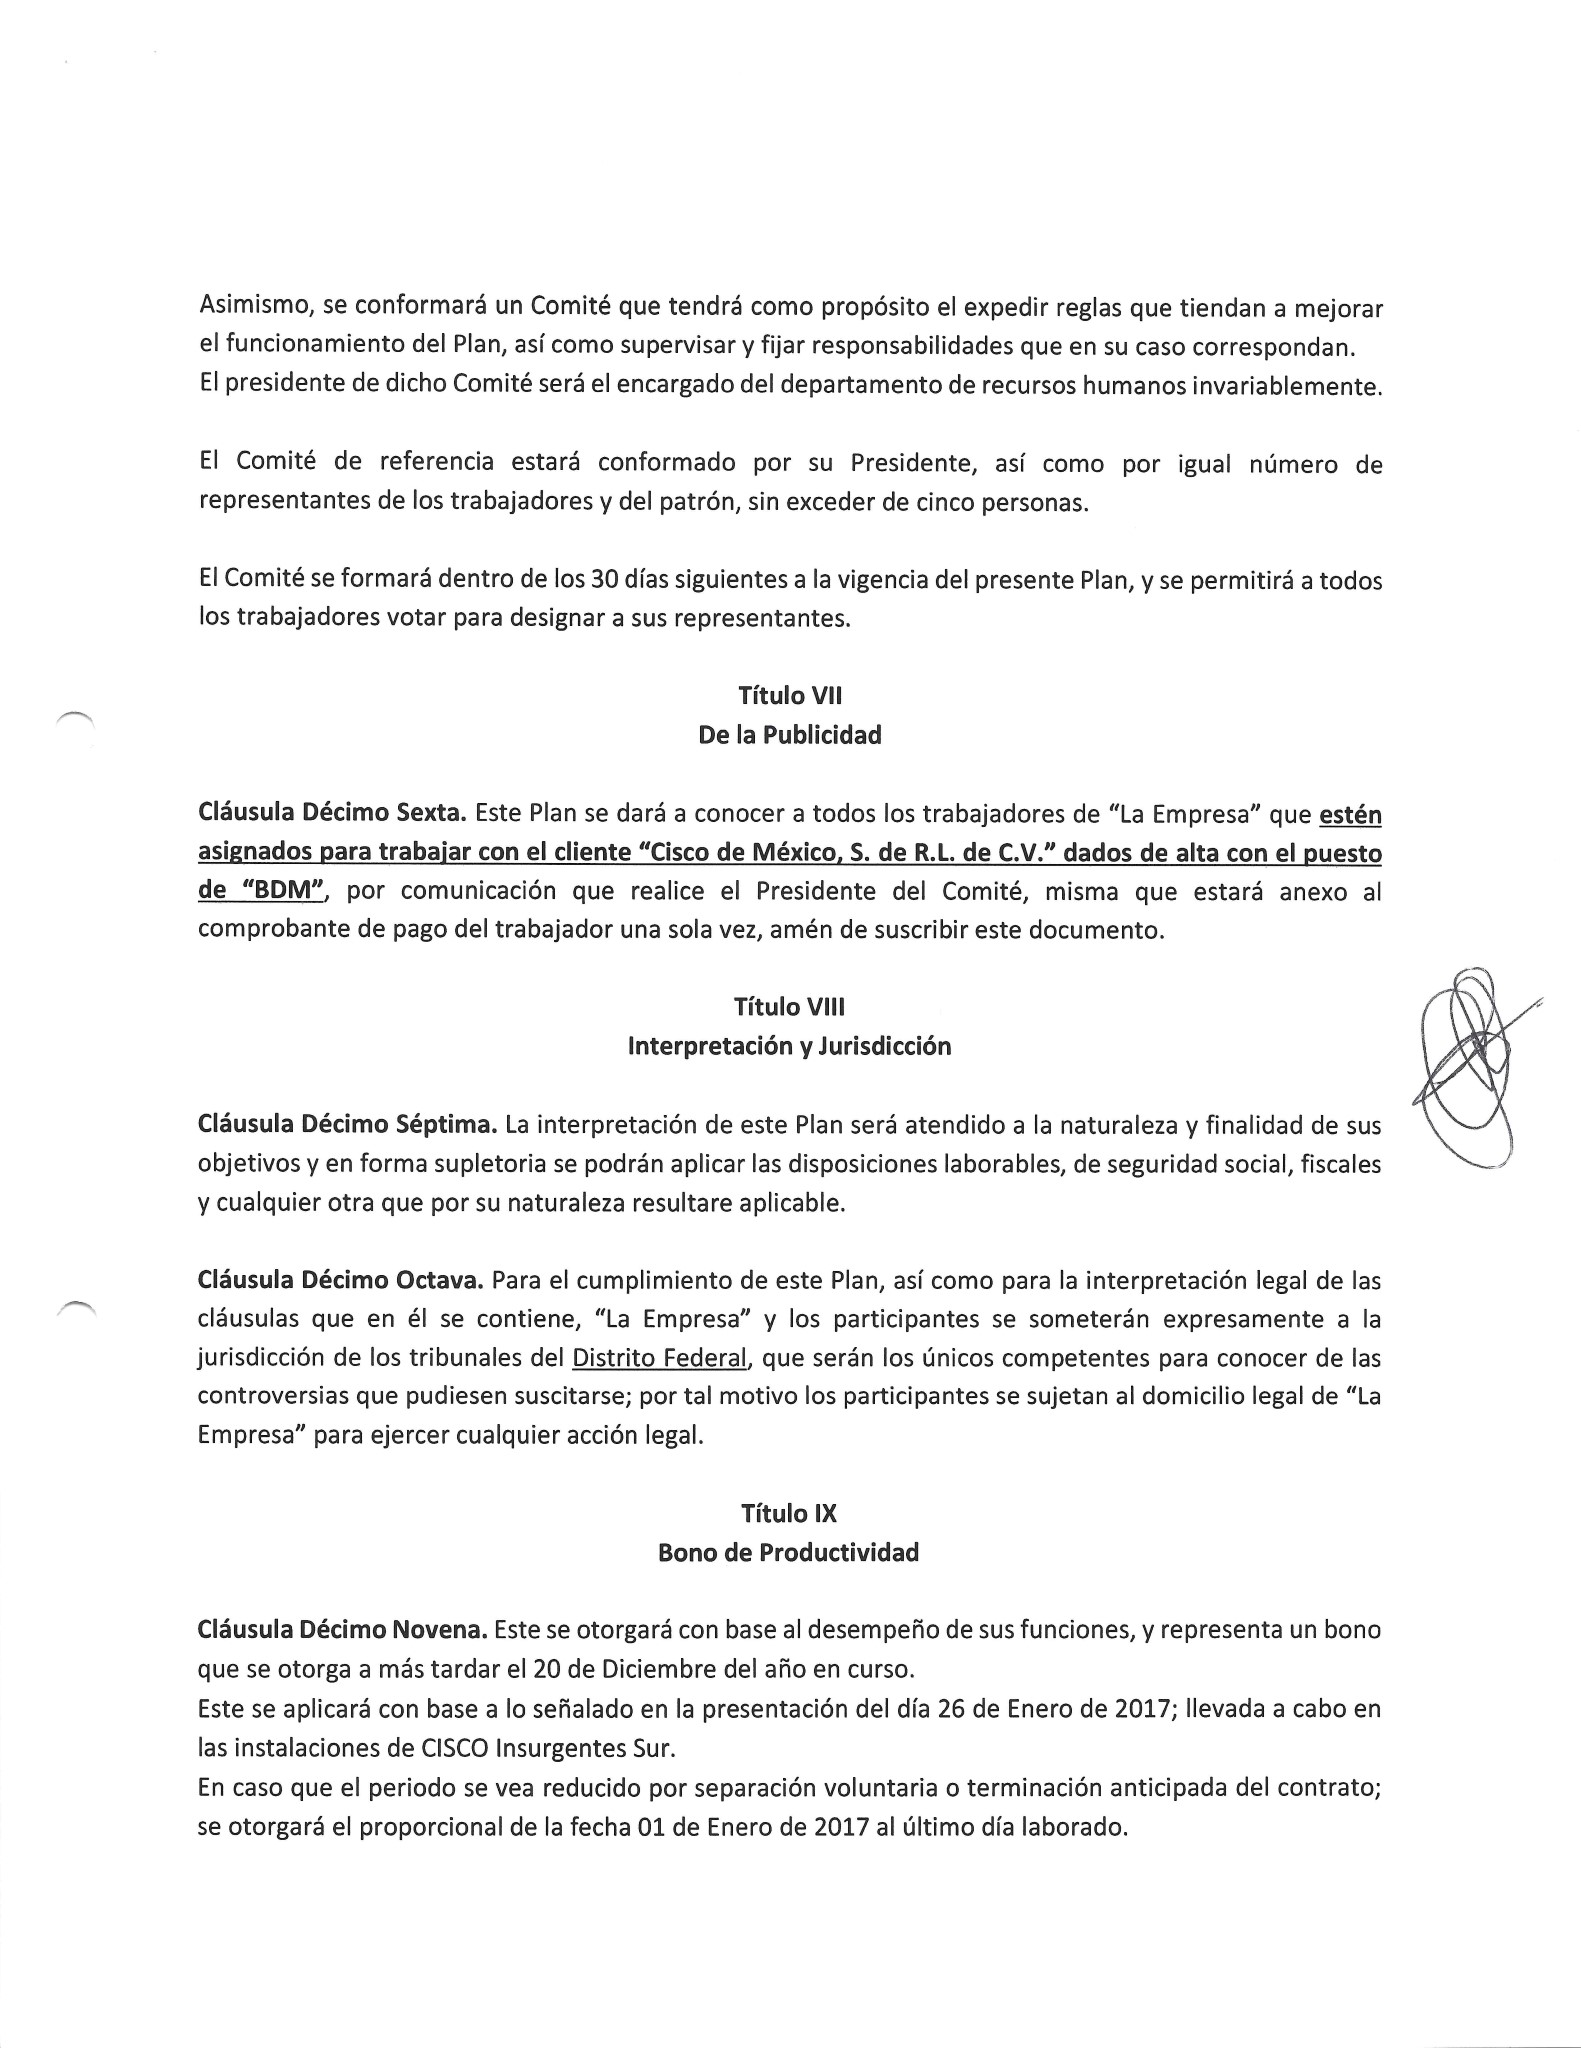 Asimismo, se conformará un Comité que tendrá como propósito el expedir reglas que tiendan a mejorar
el funcionamiento del Plan, así como supervisar y fijar responsabilidades que en su caso correspondan.
El presidente de dicho Comité será el encargado del departamento de recursos humanos invariablemente.
El Comité de referencia estará conformado por su Presidente, así como por igual número de
representantes de los trabajadores y del patrón, sin exceder de cinco personas.
El Comité se formará dentro de los 30 días siguientes a la vigencia del presente Plan, y se permitirá a todos
los trabajadores votar para designar a sus representantes.
Título VII
De la Publicidad
Cláusula Décimo Sexta. Este Plan se dará a conocer a todos los trabajadores de “La Empresa” que estén
asignados para trabajar con el cliente “Cisco de México, S. de R.L. de C.V.” dados de alta con el puesto
de “BDM”, por comunicación que realice el Presidente del Comité, misma que estará anexo al
comprobante de pago del trabajador una sola vez, amén de suscribir este documento.
Título VIII
Interpretación y Jurisdicción
Cláusula Décimo Séptima. La interpretación de este Plan será atendido a la naturaleza y finalidad de sus
objetivos y en forma supletoria se podrán aplicar las disposiciones laborables, de seguridad social, fiscales
y cualquier otra que por su naturaleza resultare aplicable.
Cláusula Décimo Octava. Para el cumplimiento de este Plan, así como para la interpretación legal de las
cláusulas que en él se contiene, “La Empresa” y los participantes se someterán expresamente a la
jurisdicción de los tribunales del Distrito Federal, que serán los únicos competentes para conocer de las
controversias que pudiesen suscitarse; por tal motivo los participantes se sujetan al domicilio legal de “La
Empresa” para ejercer cualquier acción legal.
Título IX
Bono de Productividad
Cláusula Décimo Novena. Este se otorgará con base al desempeño de sus funciones, y representa un bono
que se otorga a más tardar el 20 de Diciembre del año en curso.
Este se aplicará con base a lo señalado en la presentación del día 26 de Enero de 2017; llevada a cabo en
las instalaciones de CISCO Insurgentes Sur.
En caso que el periodo se vea reducido por separación voluntaria o terminación anticipada del contrato;
se otorgará el proporcional de la fecha 01 de Enero de 2017 al último día laborado.